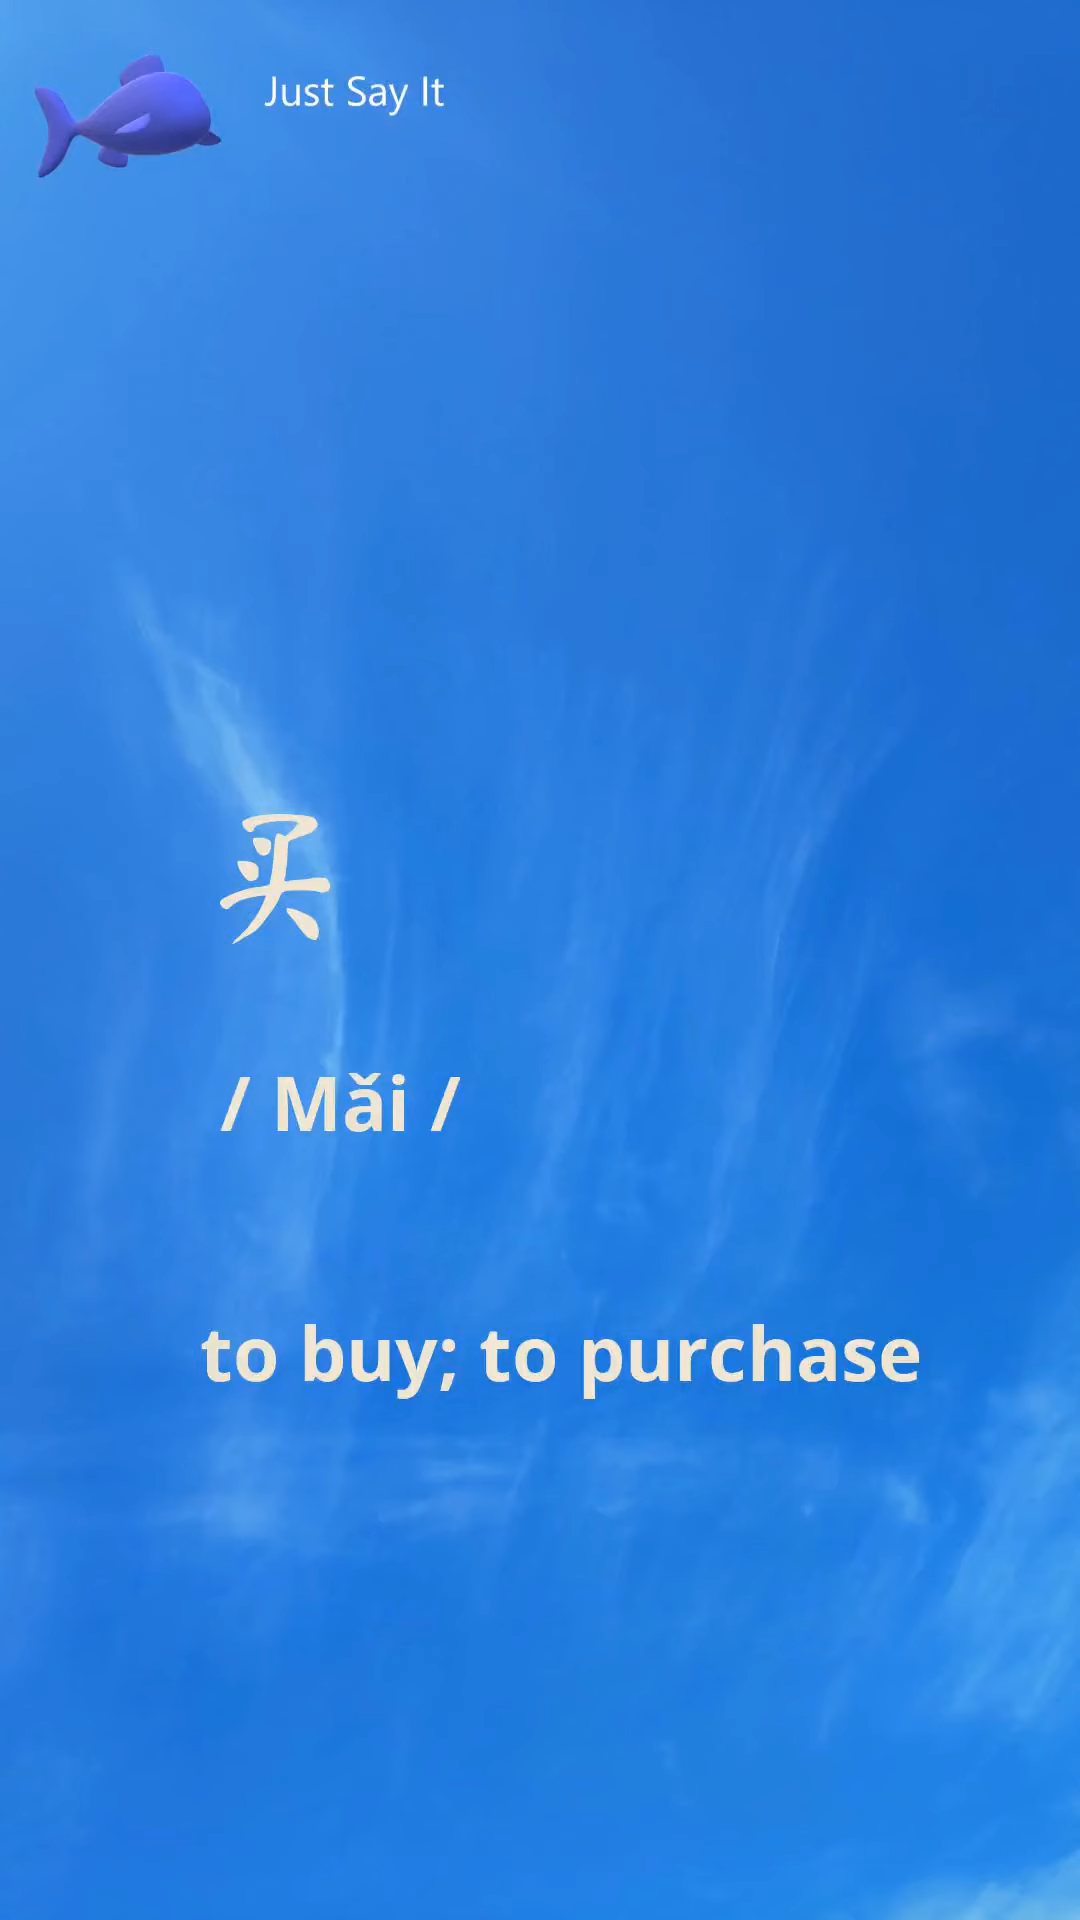 Just Say It
买
/ Mǎi /
to buy; to purchase